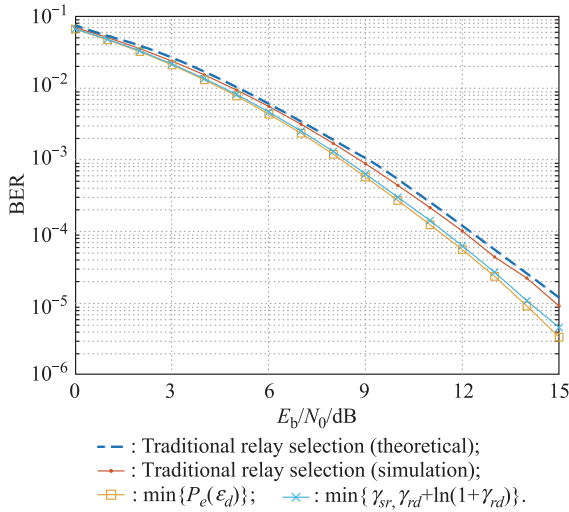 10⁻¹
10⁻²
10⁻³
10⁻⁴
10⁻⁵
10⁻⁶
BER
0 3 6 9 12 15
E_b/N_0/dB
: Traditional relay selection (theoretical);
: Traditional relay selection (simulation);
: min{P_e(ε_d)}; : min{γ_sr, γ_rd+ln(1+γ_rd)}.